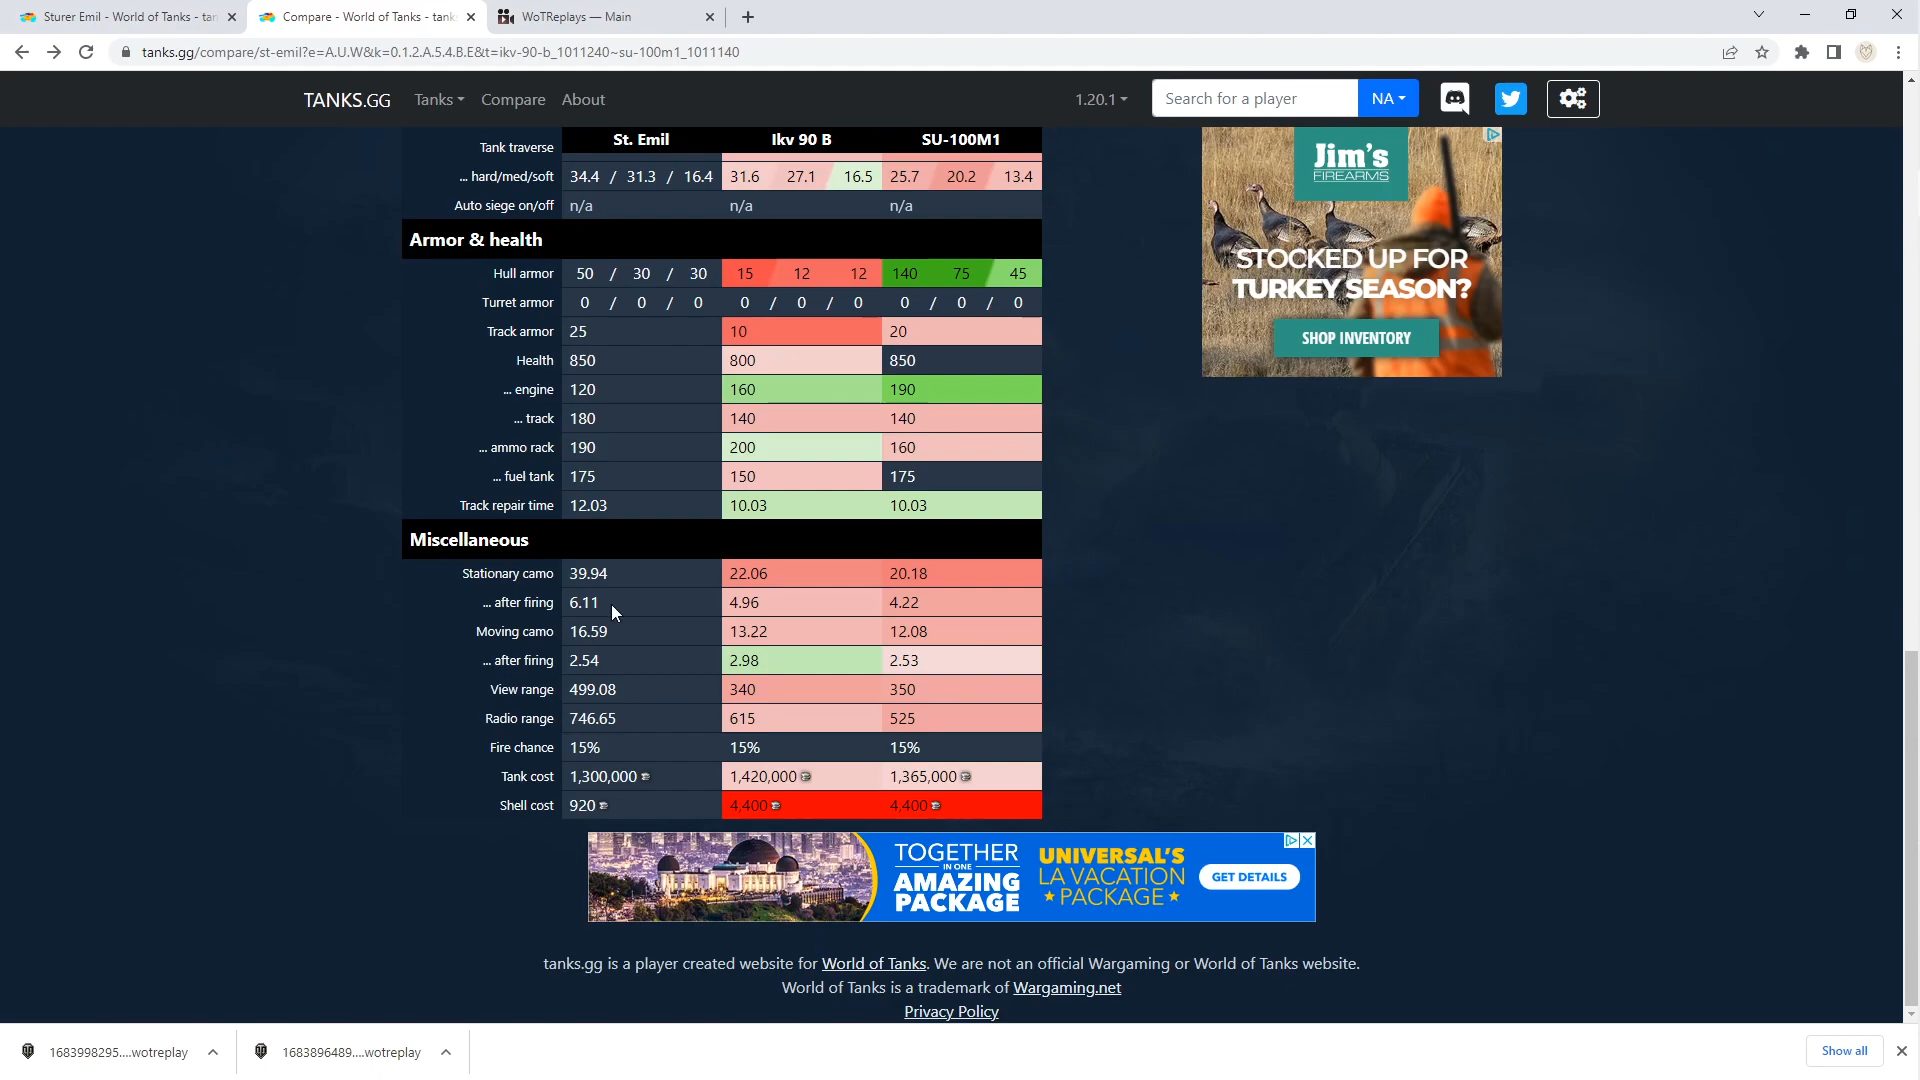 Sturer Emil - World of Tanks - tan
Compare - World of Tanks - tank
WoTReplays — Main
tanks.gg/compare/st-emil?e=A.U.W&k=0.1.2.A.5.4.B.E&t=ikv-90-b_1011240~su-100m1_1011140
TANKS.GG Tanks Compare About 1.20.1 Search for a player NA
Tank traverse St. Emil Ikv 90 B SU-100M1
... hard/med/soft 34.4 / 31.3 / 16.4 31.6 27.1 16.5 25.7 20.2 13.4
Auto siege on/off n/a n/a n/a
Armor & health
Hull armor 50 / 30 / 30 15 12 12 140 75 45
Turret armor 0 / 0 / 0 0 / 0 / 0 0 / 0 / 0
Track armor 25 10 20
Health 850 800 850
... engine 120 160 190
... track 180 140 140
... ammo rack 190 200 160
... fuel tank 175 150 175
Track repair time 12.03 10.03 10.03
Miscellaneous
Stationary camo 39.94 22.06 20.18
... after firing 6.11 4.96 4.22
Moving camo 16.59 13.22 12.08
... after firing 2.54 2.98 2.53
View range 499.08 340 350
Radio range 746.65 615 525
Fire chance 15% 15% 15%
Tank cost 1,300,000 1,420,000 1,365,000
Shell cost 920 4,400 4,400
Jim's
FIREARMS
STOCKED UP FOR
TURKEY SEASON?
SHOP INVENTORY
TOGETHER
IN ONE
AMAZING
PACKAGE
UNIVERSAL'S
LA VACATION
PACKAGE
GET DETAILS
tanks.gg is a player created website for World of Tanks. We are not an official Wargaming or World of Tanks website.
World of Tanks is a trademark of Wargaming.net
Privacy Policy
1683998295....wotreplay
1683896489....wotreplay
Show all